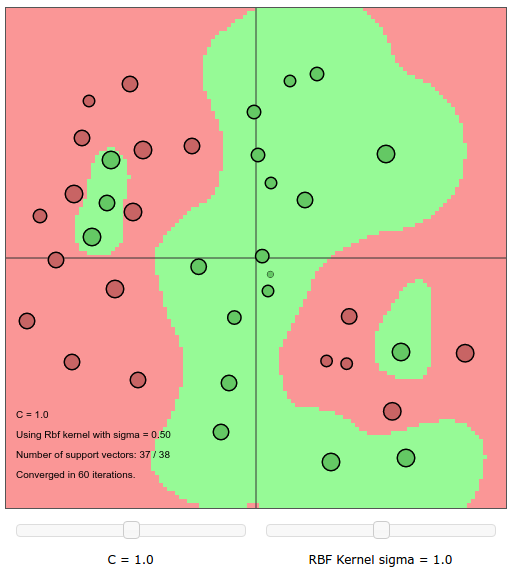 C = 1.0
Using Rbf kernel with sigma = 0.50
Number of support vectors: 37 / 38
Converged in 60 iterations.
C = 1.0
RBF Kernel sigma = 1.0